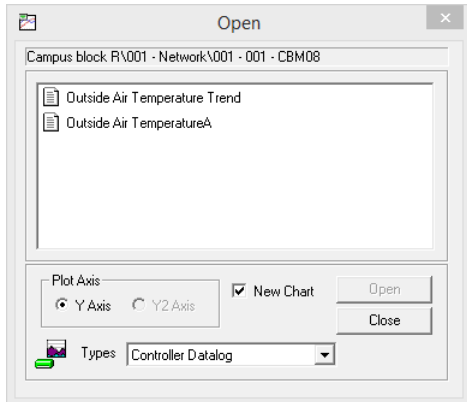 Open
Campus block R\001 - Network\001 - 001 - CBM08
Outside Air Temperature Trend
Outside Air TemperatureA
Plot Axis
Y Axis
Y2 Axis
New Chart
Open
Close
Types
Controller Datalog